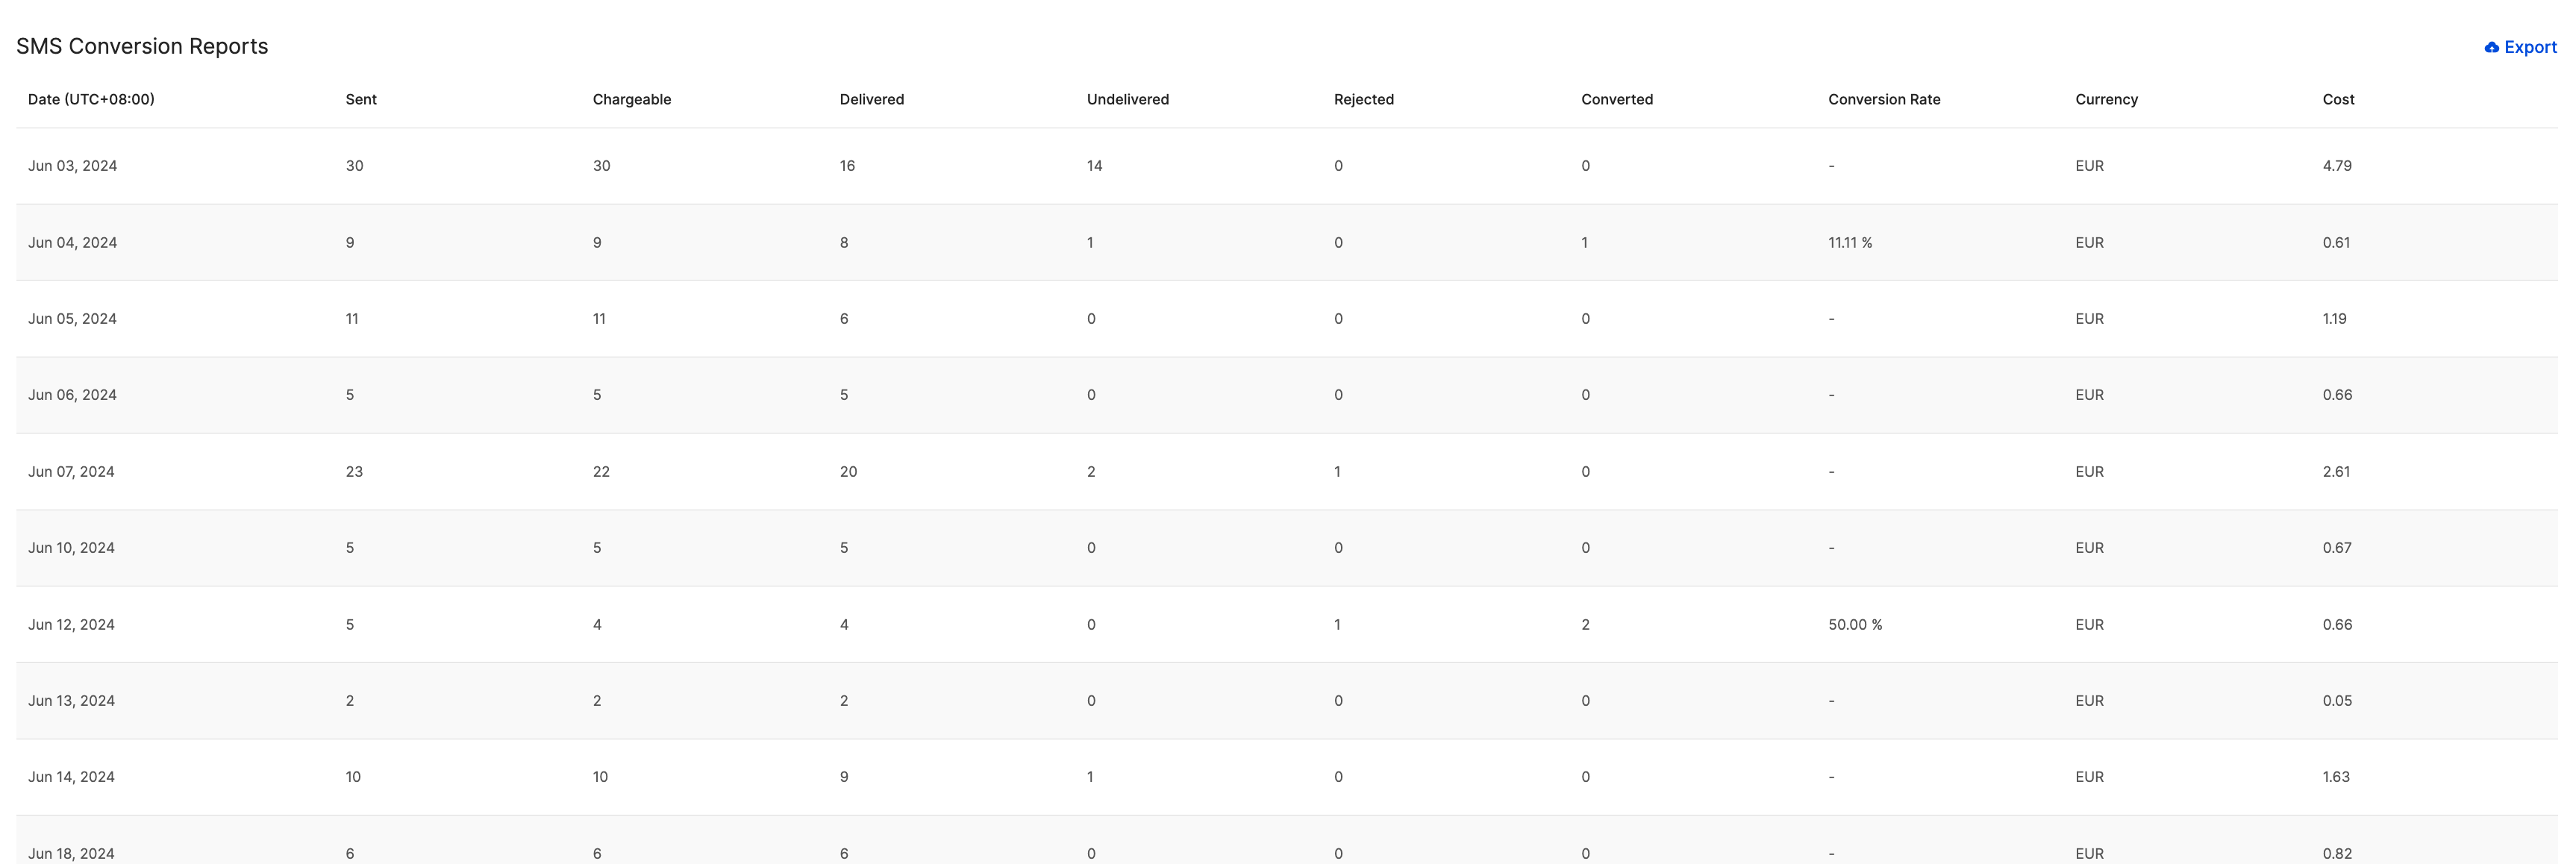 SMS Conversion Reports
Export
Date (UTC+08:00) Sent Chargeable Delivered Undelivered Rejected Converted Conversion Rate Currency Cost
Jun 03, 2024 30 30 16 14 0 0 - EUR 4.79
Jun 04, 2024 9 9 8 1 0 1 11.11 % EUR 0.61
Jun 05, 2024 11 11 6 0 0 0 - EUR 1.19
Jun 06, 2024 5 5 5 0 0 0 - EUR 0.66
Jun 07, 2024 23 22 20 2 1 0 - EUR 2.61
Jun 10, 2024 5 5 5 0 0 0 - EUR 0.67
Jun 12, 2024 5 4 4 0 1 2 50.00 % EUR 0.66
Jun 13, 2024 2 2 2 0 0 0 - EUR 0.05
Jun 14, 2024 10 10 9 1 0 0 - EUR 1.63
Jun 18, 2024 6 6 6 0 0 0 - EUR 0.82